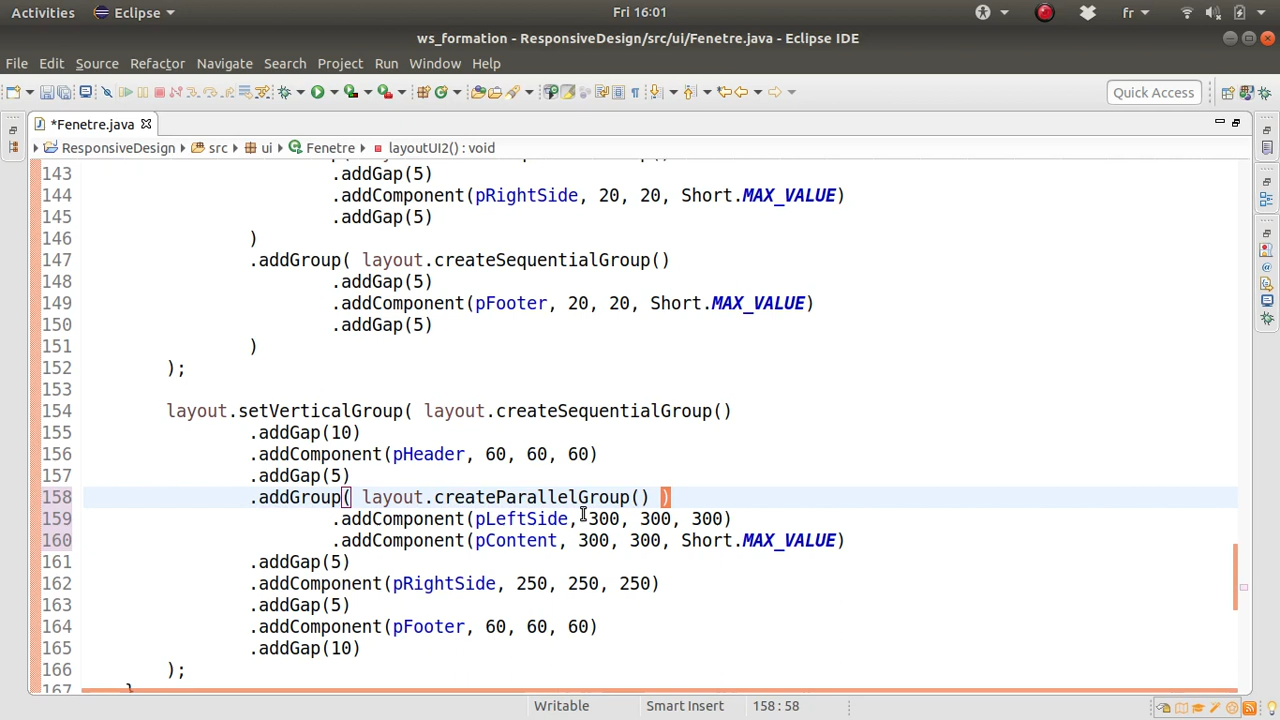 Activities Eclipse Fri 16:01 fr
ws_formation - ResponsiveDesign/src/ui/Fenetre.java - Eclipse IDE
File Edit Source Refactor Navigate Search Project Run Window Help
Quick Access
*Fenetre.java
ResponsiveDesign src ui Fenetre layoutUI2() : void
143 .addGap(5)
144 .addComponent(pRightSide, 20, 20, Short.MAX_VALUE)
145 .addGap(5)
146 )
147 .addGroup( layout.createSequentialGroup()
148 .addGap(5)
149 .addComponent(pFooter, 20, 20, Short.MAX_VALUE)
150 .addGap(5)
151 )
152 );
153
154 layout.setVerticalGroup( layout.createSequentialGroup()
155 .addGap(10)
156 .addComponent(pHeader, 60, 60, 60)
157 .addGap(5)
158 .addGroup( layout.createParallelGroup() )
159 .addComponent(pLeftSide, 300, 300, 300)
160 .addComponent(pContent, 300, 300, Short.MAX_VALUE)
161 .addGap(5)
162 .addComponent(pRightSide, 250, 250, 250)
163 .addGap(5)
164 .addComponent(pFooter, 60, 60, 60)
165 .addGap(10)
166 );
167 }
Writable Smart Insert 158 : 58